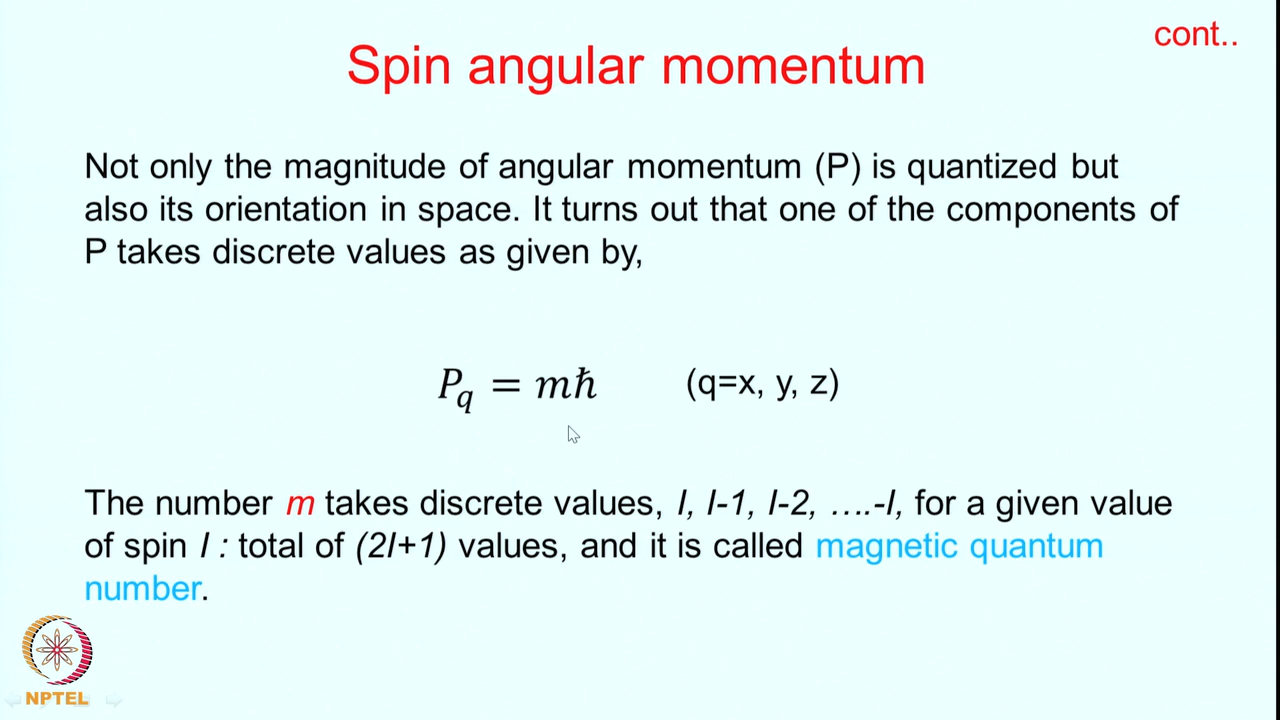 cont..
Spin angular momentum
Not only the magnitude of angular momentum (P) is quantized but
also its orientation in space. It turns out that one of the components of
P takes discrete values as given by,
P_q = mℏ (q=x, y, z)
The number m takes discrete values, I, I-1, I-2, ….-I, for a given value
of spin I : total of (2I+1) values, and it is called magnetic quantum
number.
NPTEL